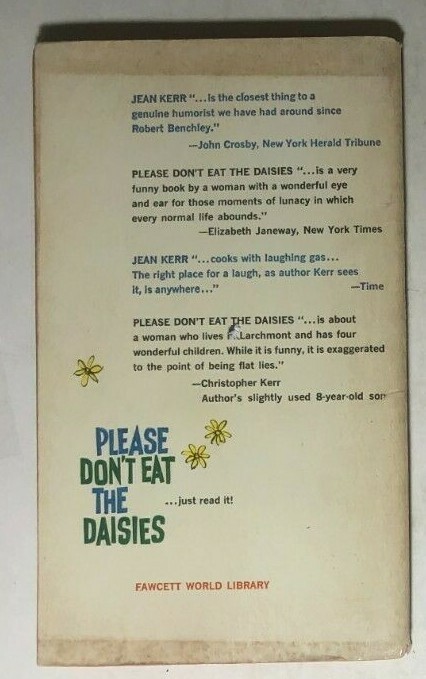 JEAN KERR "...is the closest thing to a
genuine humorist we have had around since
Robert Benchley."
—John Crosby, New York Herald Tribune
PLEASE DON'T EAT THE DAISIES "...is a very
funny book by a woman with a wonderful eye
and ear for those moments of lunacy in which
every normal life abounds."
—Elizabeth Janeway, New York Times
JEAN KERR "...cooks with laughing gas...
The right place for a laugh, as author Kerr sees
it, is anywhere..." —Time
PLEASE DON'T EAT THE DAISIES "...is about
a woman who lives Larchmont and has four
wonderful children. While it is funny, it is exaggerated
to the point of being flat lies."
—Christopher Kerr
Author's slightly used 8-year-old son
PLEASE
DON'T EAT
THE
DAISIES
...just read it!
FAWCETT WORLD LIBRARY